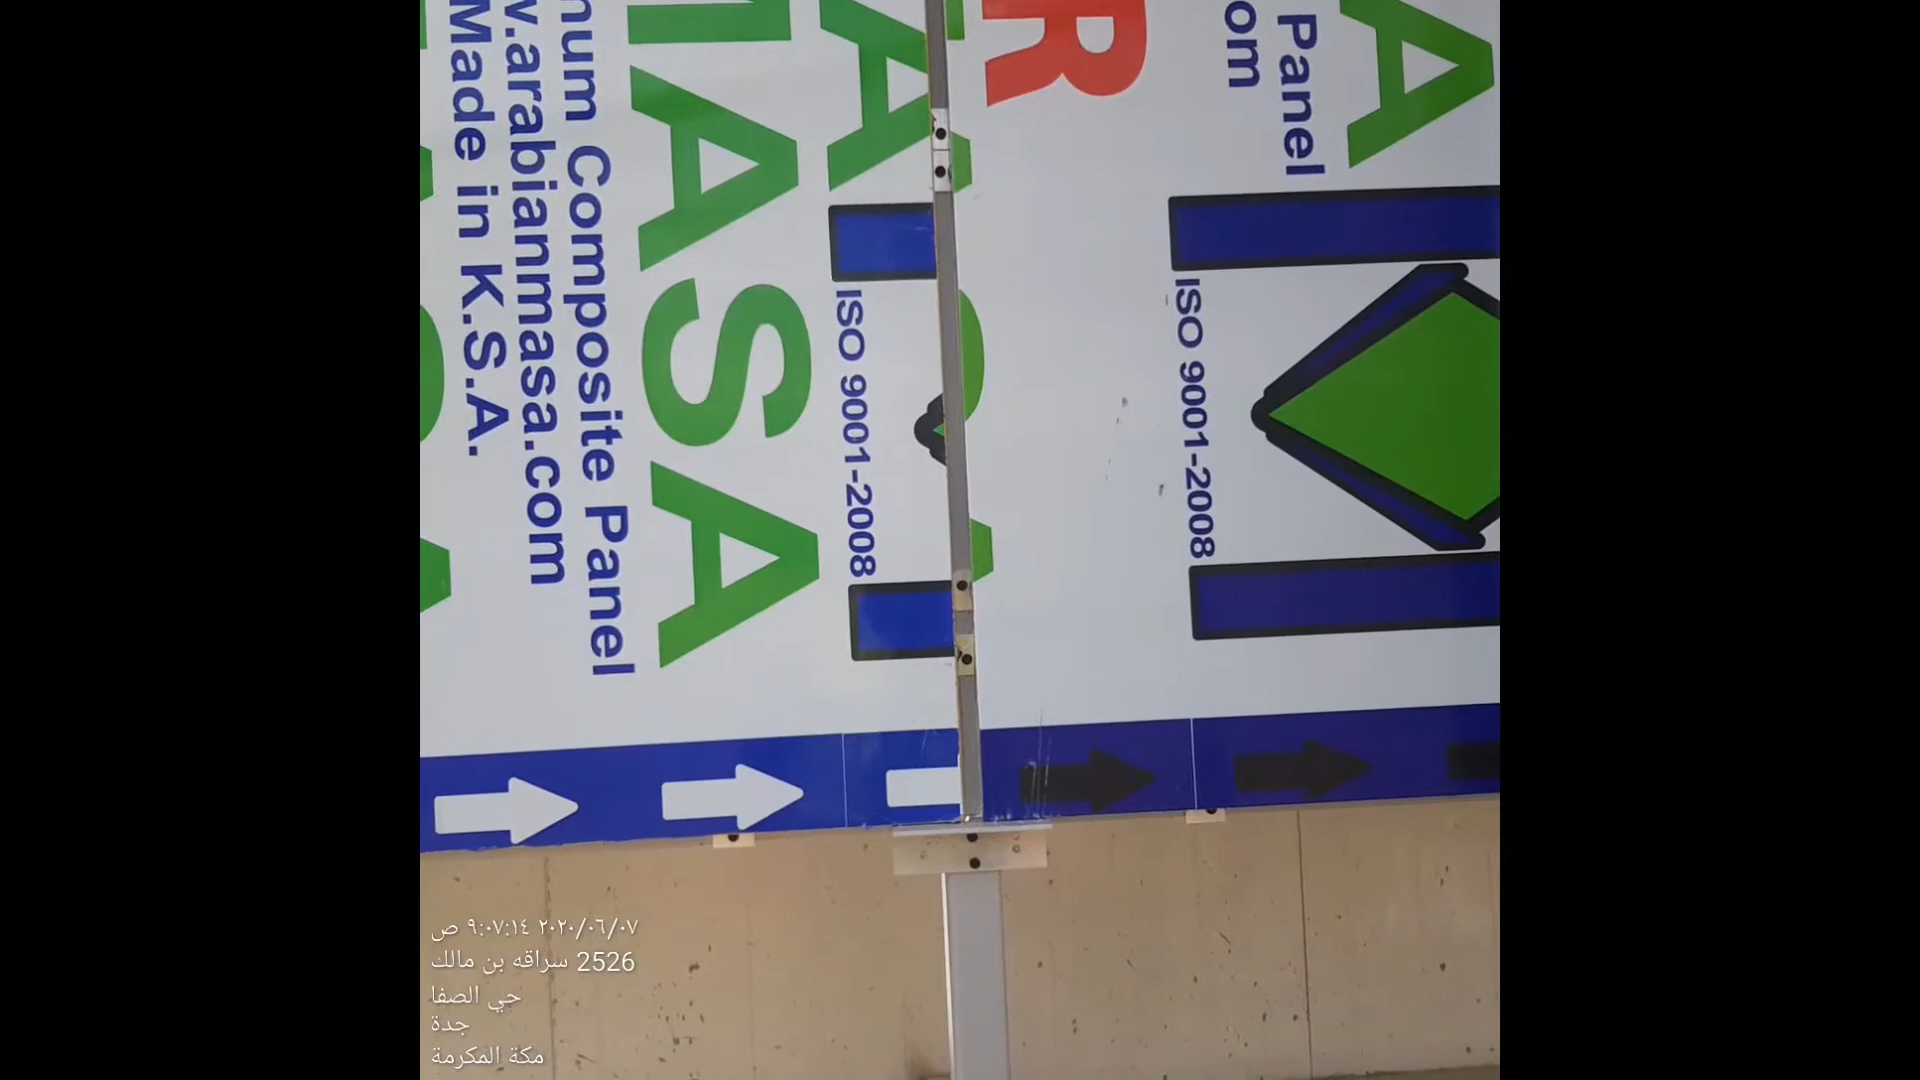 MASA
num Composite Panel
w.arabianmasa.com
Made in K.S.A.
ISO 9001-2008
R
A
Panel
om
ISO 9001-2008
٢٠٢٠/٠٦/٠٧ ٩:٠٧:١٤ ص
2526 سراقه بن مالك
حي الصفا
جدة
مكة المكرمة